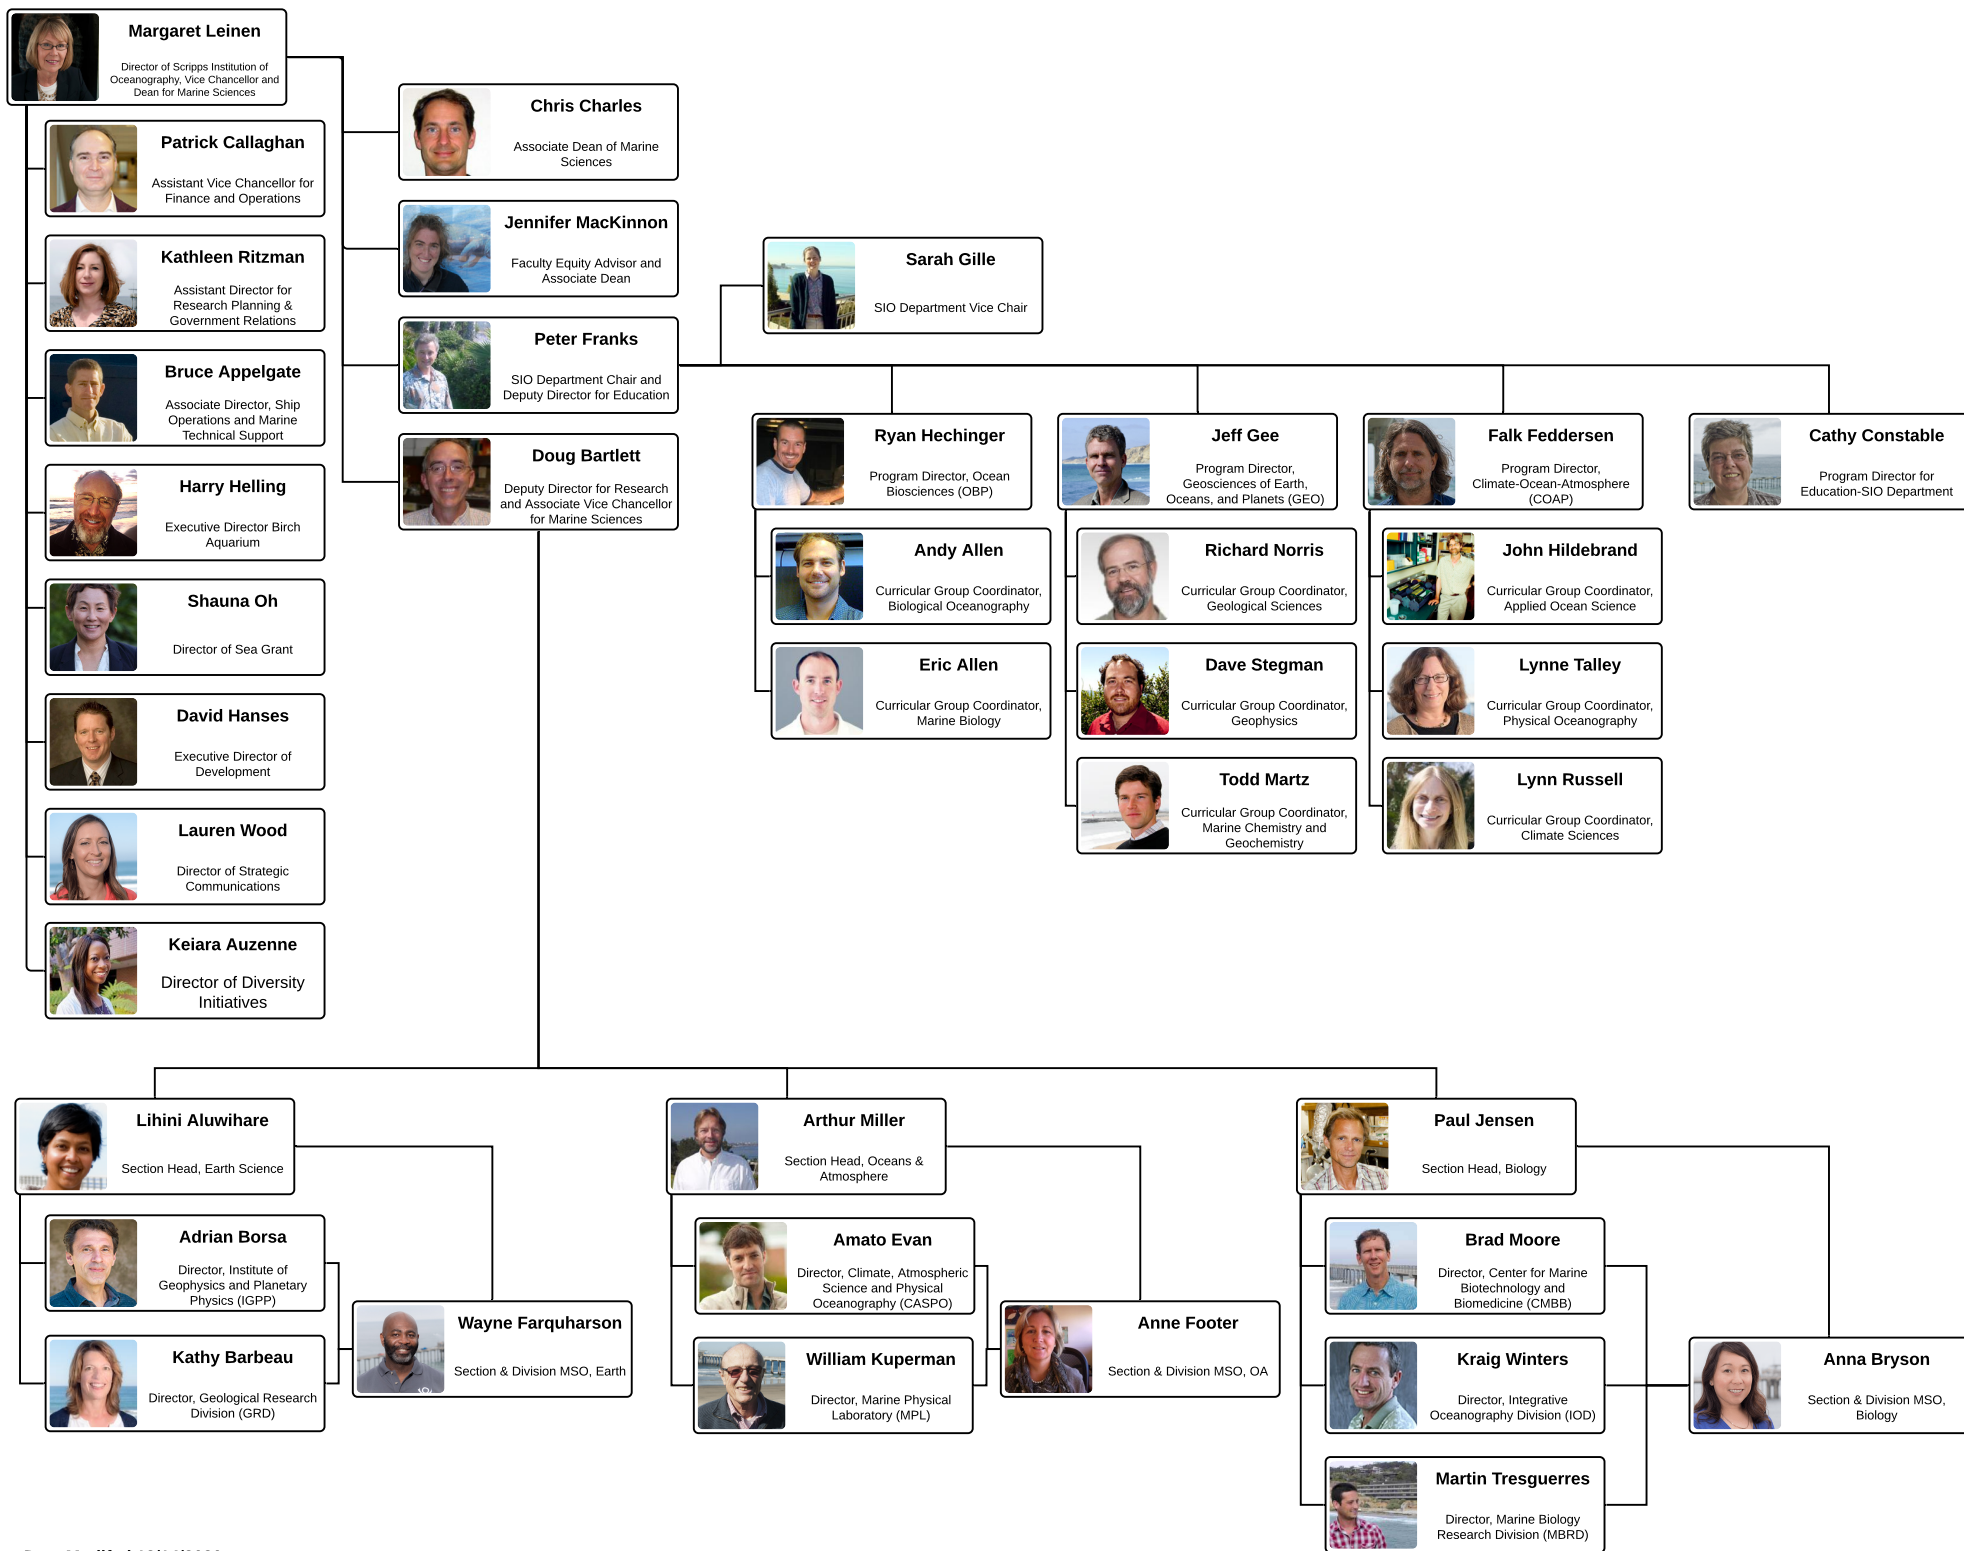 Margaret Leinen
Director of Scripps Institution of
Oceanography, Vice Chancellor and
Dean for Marine Sciences
Patrick Callaghan
Assistant Vice Chancellor for
Finance and Operations
Kathleen Ritzman
Assistant Director for
Research Planning &
Government Relations
Bruce Appelgate
Associate Director, Ship
Operations and Marine
Technical Support
Harry Helling
Executive Director Birch
Aquarium
Shauna Oh
Director of Sea Grant
David Hanses
Executive Director of
Development
Lauren Wood
Director of Strategic
Communications
Keiara Auzenne
Director of Diversity
Initiatives
Chris Charles
Associate Dean of Marine
Sciences
Jennifer MacKinnon
Faculty Equity Advisor and
Associate Dean
Peter Franks
SIO Department Chair and
Deputy Director for Education
Doug Bartlett
Deputy Director for Research
and Associate Vice Chancellor
for Marine Sciences
Sarah Gille
SIO Department Vice Chair
Ryan Hechinger
Program Director, Ocean
Biosciences (OBP)
Andy Allen
Curricular Group Coordinator,
Biological Oceanography
Eric Allen
Curricular Group Coordinator,
Marine Biology
Jeff Gee
Program Director,
Geosciences of Earth,
Oceans, and Planets (GEO)
Richard Norris
Curricular Group Coordinator,
Geological Sciences
Dave Stegman
Curricular Group Coordinator,
Geophysics
Todd Martz
Curricular Group Coordinator,
Marine Chemistry and
Geochemistry
Falk Feddersen
Program Director,
Climate-Ocean-Atmosphere
(COAP)
John Hildebrand
Curricular Group Coordinator,
Applied Ocean Science
Lynne Talley
Curricular Group Coordinator,
Physical Oceanography
Lynn Russell
Curricular Group Coordinator,
Climate Sciences
Cathy Constable
Program Director for
Education-SIO Department
Lihini Aluwihare
Section Head, Earth Science
Adrian Borsa
Director, Institute of
Geophysics and Planetary
Physics (IGPP)
Kathy Barbeau
Director, Geological Research
Division (GRD)
Wayne Farquharson
Section & Division MSO, Earth
Arthur Miller
Section Head, Oceans &
Atmosphere
Amato Evan
Director, Climate, Atmospheric
Science and Physical
Oceanography (CASPO)
William Kuperman
Director, Marine Physical
Laboratory (MPL)
Anne Footer
Section & Division MSO, OA
Paul Jensen
Section Head, Biology
Brad Moore
Director, Center for Marine
Biotechnology and
Biomedicine (CMBB)
Kraig Winters
Director, Integrative
Oceanography Division (IOD)
Martin Tresguerres
Director, Marine Biology
Research Division (MBRD)
Anna Bryson
Section & Division MSO,
Biology